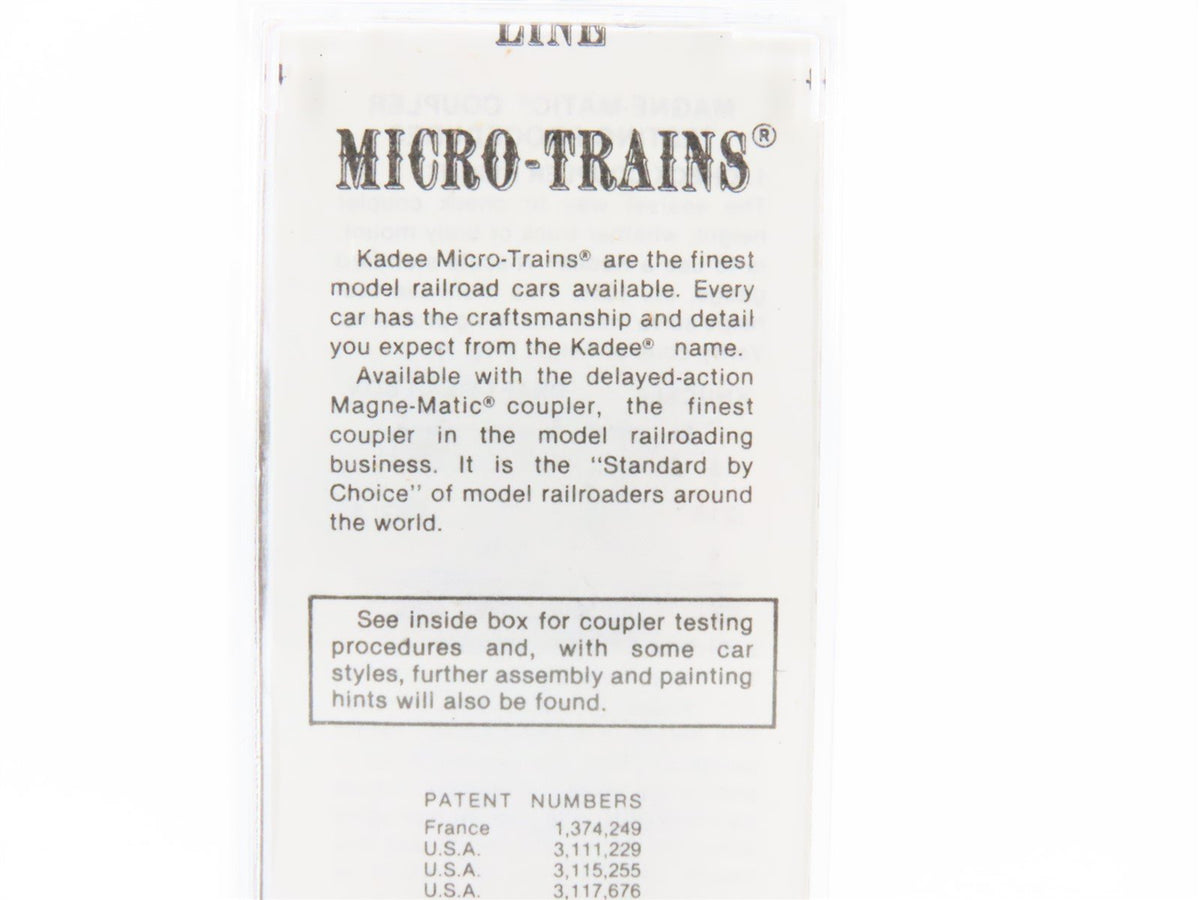 LINE
MICRO-TRAINS®
Kadee Micro-Trains® are the finest
model railroad cars available. Every
car has the craftsmanship and detail
you expect from the Kadee® name.
Available with the delayed-action
Magne-Matic® coupler, the finest
coupler in the model railroading
business. It is the “Standard by
Choice” of model railroaders around
the world.
See inside box for coupler testing
procedures and, with some car
styles, further assembly and painting
hints will also be found.
PATENT NUMBERS
France 1,374,249
U.S.A. 3,111,229
U.S.A. 3,115,255
U.S.A. 3,117,676